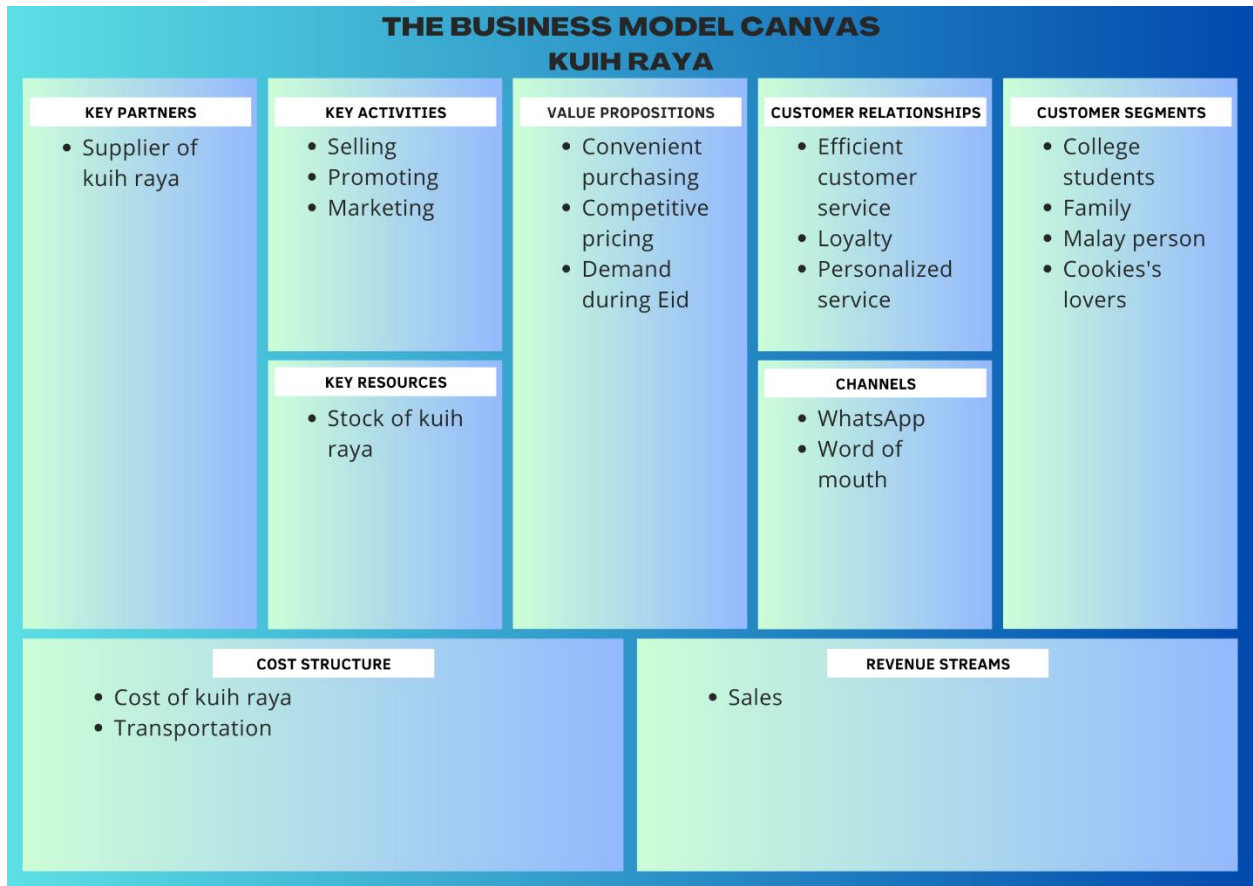 THE BUSINESS MODEL CANVAS
KUIH RAYA
KEY PARTNERS
• Supplier of
kuih raya
KEY ACTIVITIES
• Selling
• Promoting
• Marketing
KEY RESOURCES
• Stock of kuih
raya
VALUE PROPOSITIONS
• Convenient
purchasing
• Competitive
pricing
• Demand
during Eid
CUSTOMER RELATIONSHIPS
• Efficient
customer
service
• Loyalty
• Personalized
service
CHANNELS
• WhatsApp
• Word of
mouth
CUSTOMER SEGMENTS
• College
students
• Family
• Malay person
• Cookies's
lovers
COST STRUCTURE
• Cost of kuih raya
• Transportation
REVENUE STREAMS
• Sales